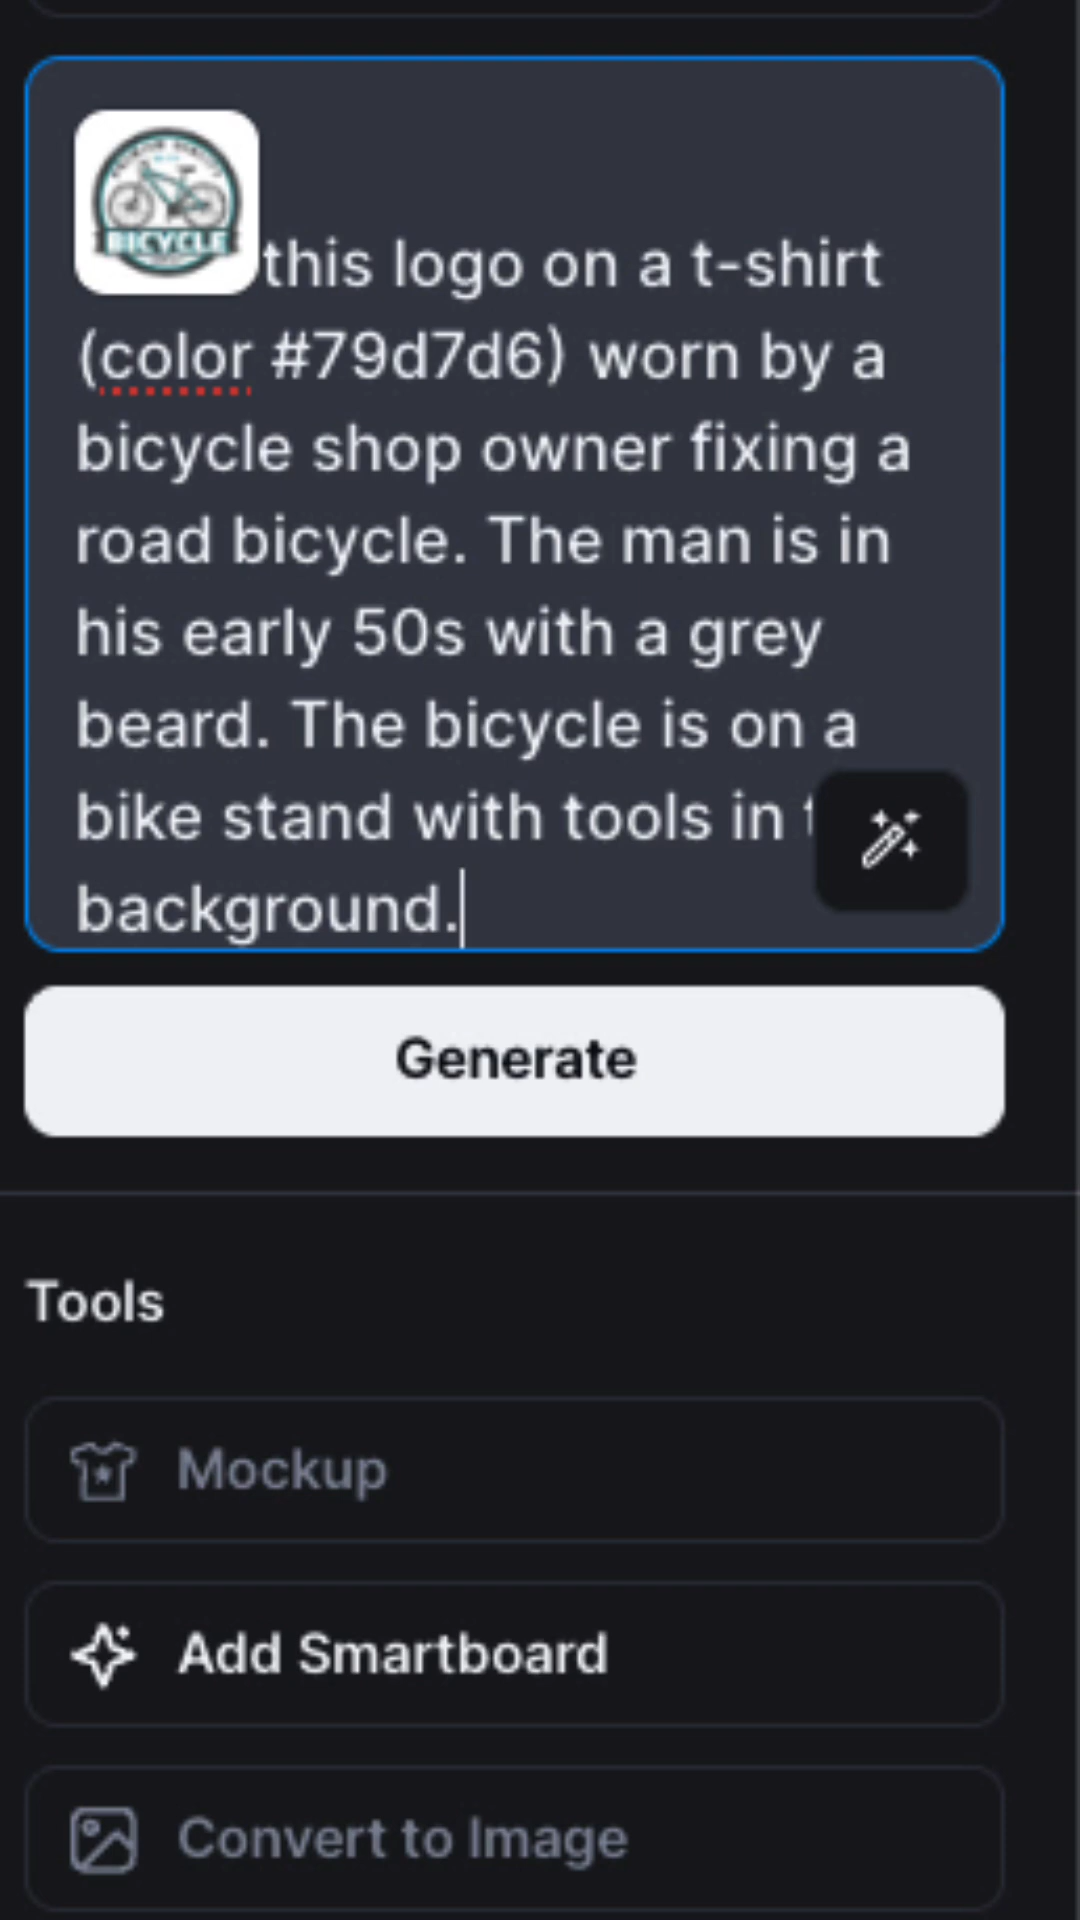 BICYCLE
this logo on a t-shirt
(color #79d7d6) worn by a
bicycle shop owner fixing a
road bicycle. The man is in
his early 50s with a grey
beard. The bicycle is on a
bike stand with tools in
background.
Generate
Tools
Mockup
Add Smartboard
Convert to Image